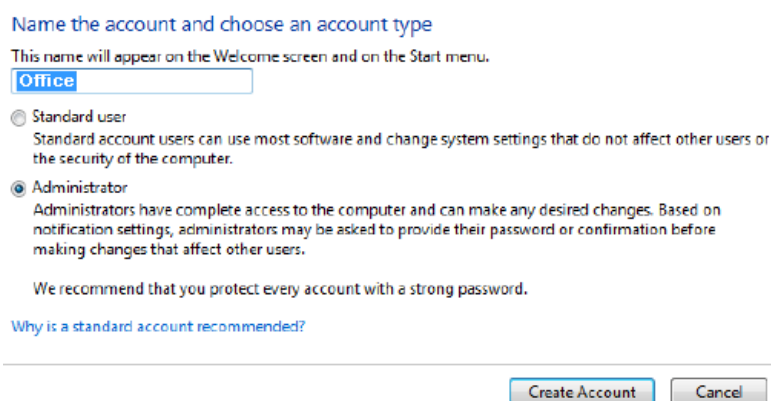 Name the account and choose an account type
This name will appear on the Welcome screen and on the Start menu.
Office
Standard user
Standard account users can use most software and change system settings that do not affect other users or
the security of the computer.
Administrator
Administrators have complete access to the computer and can make any desired changes. Based on
notification settings, administrators may be asked to provide their password or confirmation before
making changes that affect other users.
We recommend that you protect every account with a strong password.
Why is a standard account recommended?
Create Account Cancel